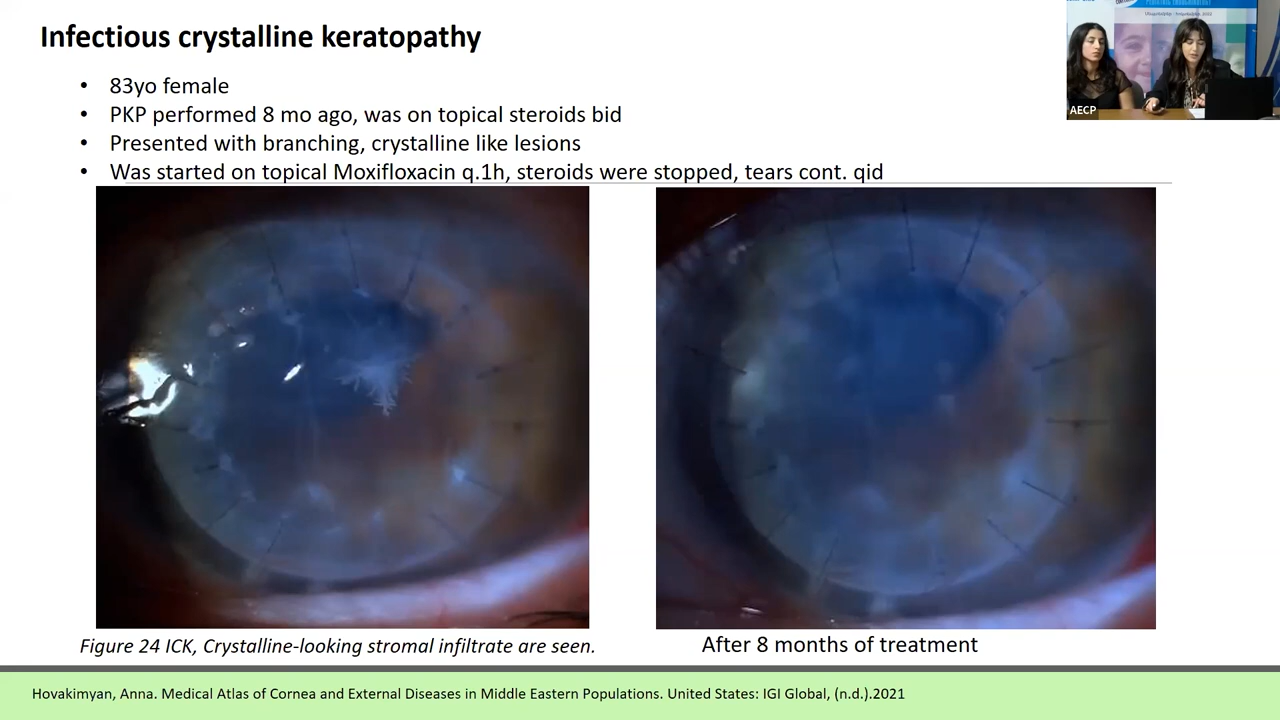 Infectious crystalline keratopathy
• 83yo female
• PKP performed 8 mo ago, was on topical steroids bid
• Presented with branching, crystalline like lesions
• Was started on topical Moxifloxacin q.1h, steroids were stopped, tears cont. qid
AECP
Figure 24 ICK, Crystalline-looking stromal infiltrate are seen.
After 8 months of treatment
Hovakimyan, Anna. Medical Atlas of Cornea and External Diseases in Middle Eastern Populations. United States: IGI Global, (n.d.).2021